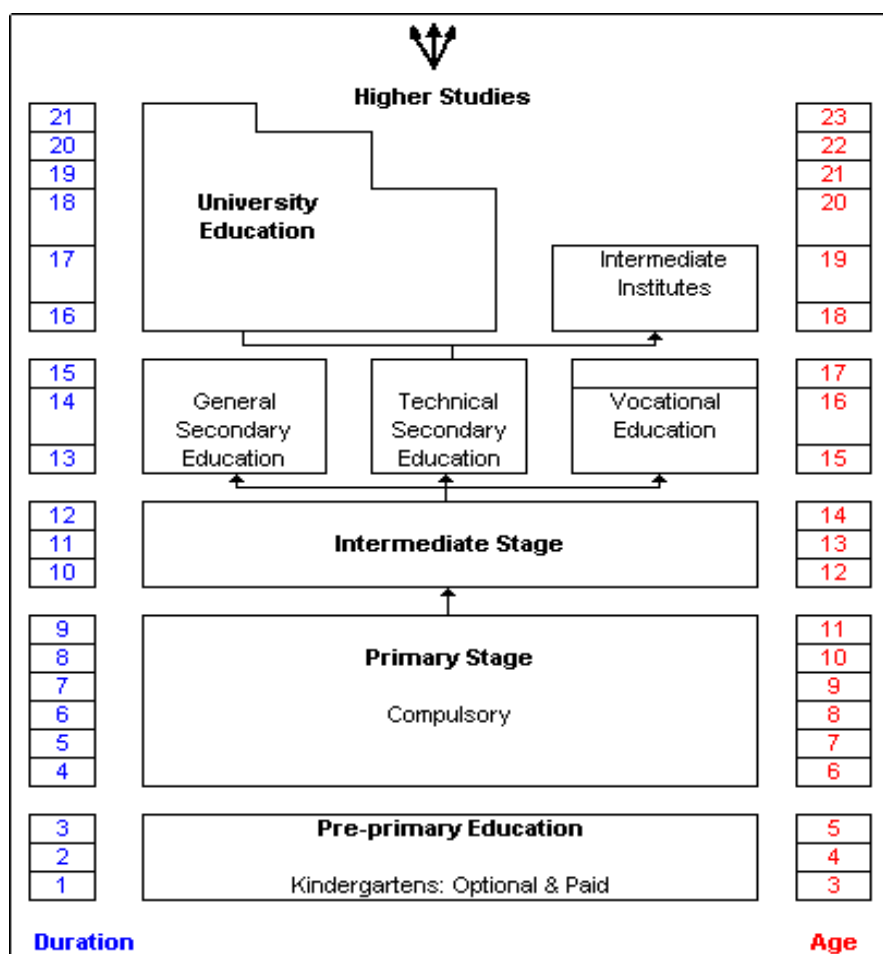 Higher Studies
21 23
20 22
19 21
18 University 20
Education
17 Intermediate 19
Institutes
16 18
15 17
14 General Technical Vocational 16
Secondary Secondary Education
13 Education Education 15
12 14
11 Intermediate Stage 13
10 12
9 11
8 Primary Stage 10
7 9
6 Compulsory 8
5 7
4 6
3 Pre-primary Education 5
2 4
1 Kindergartens: Optional & Paid 3
Duration Age